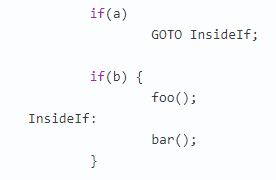 if(a)
GOTO InsideIf;
if(b) {
foo();
InsideIf:
bar();
}